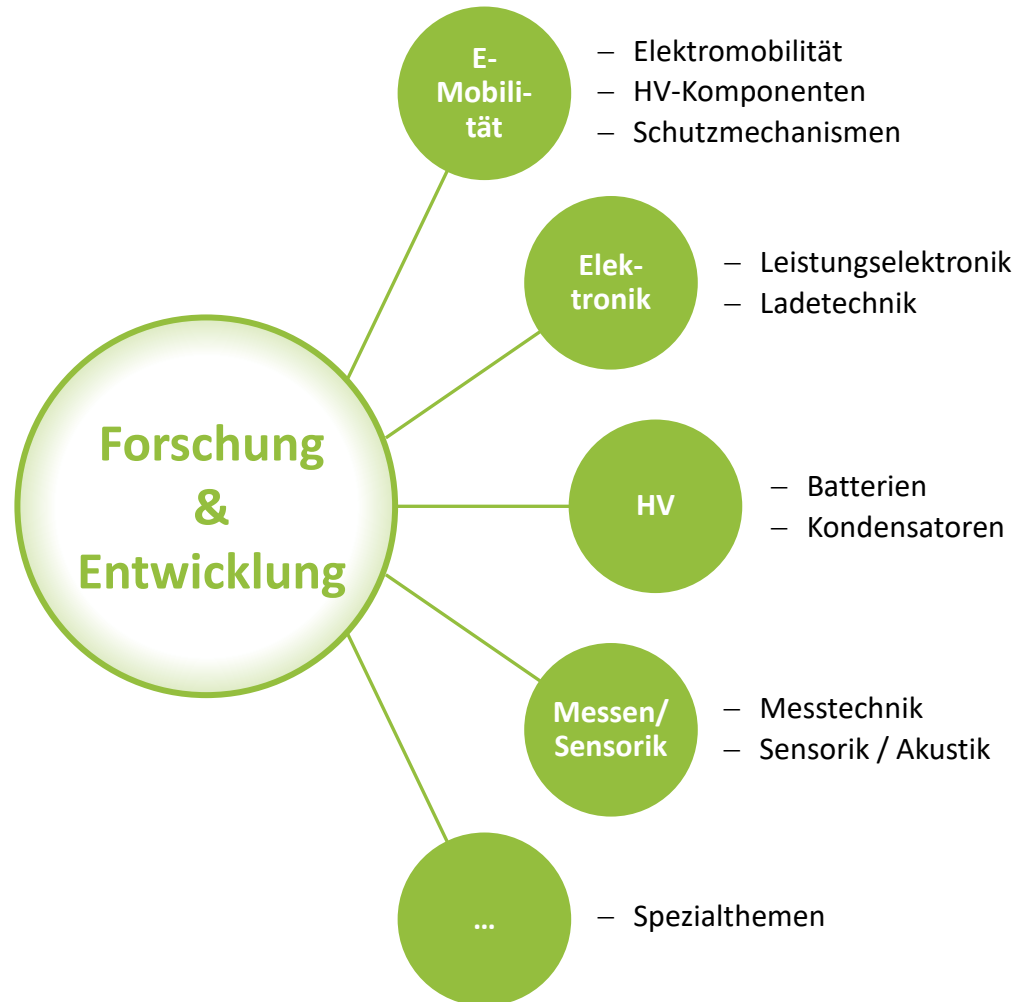 E-
Mobili-
tät
– Elektromobilität
– HV-Komponenten
– Schutzmechanismen
Elek-
tronik
– Leistungselektronik
– Ladetechnik
Forschung
&
Entwicklung
HV
– Batterien
– Kondensatoren
Messen/
Sensorik
– Messtechnik
– Sensorik / Akustik
...
– Spezialthemen